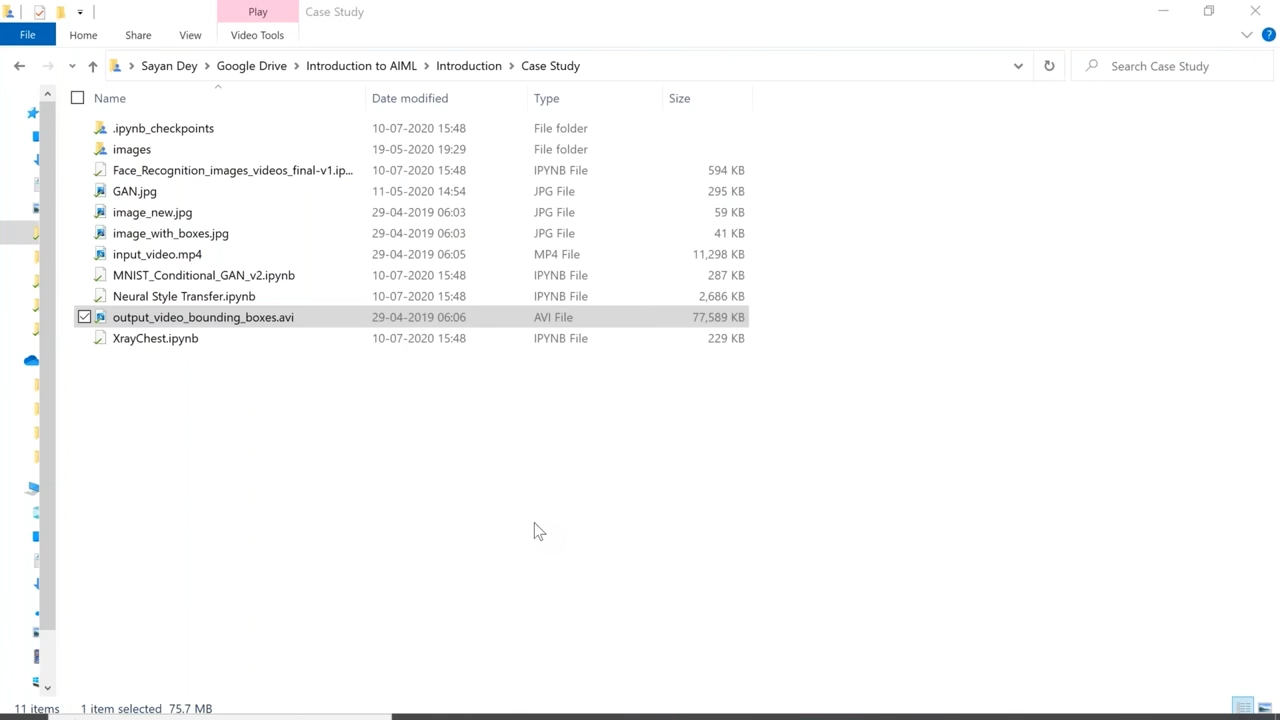 Play Case Study
File Home Share View Video Tools
Sayan Dey Google Drive Introduction to AIML Introduction Case Study Search Case Study
Name Date modified Type Size
.ipynb_checkpoints 10-07-2020 15:48 File folder
images 19-05-2020 19:29 File folder
Face_Recognition_images_videos_final-v1.ip... 10-07-2020 15:48 IPYNB File 594 KB
GAN.jpg 11-05-2020 14:54 JPG File 295 KB
image_new.jpg 29-04-2019 06:03 JPG File 59 KB
image_with_boxes.jpg 29-04-2019 06:03 JPG File 41 KB
input_video.mp4 29-04-2019 06:05 MP4 File 11,298 KB
MNIST_Conditional_GAN_v2.ipynb 10-07-2020 15:48 IPYNB File 287 KB
Neural Style Transfer.ipynb 10-07-2020 15:48 IPYNB File 2,686 KB
output_video_bounding_boxes.avi 29-04-2019 06:06 AVI File 77,589 KB
XrayChest.ipynb 10-07-2020 15:48 IPYNB File 229 KB
11 items 1 item selected 75.7 MB